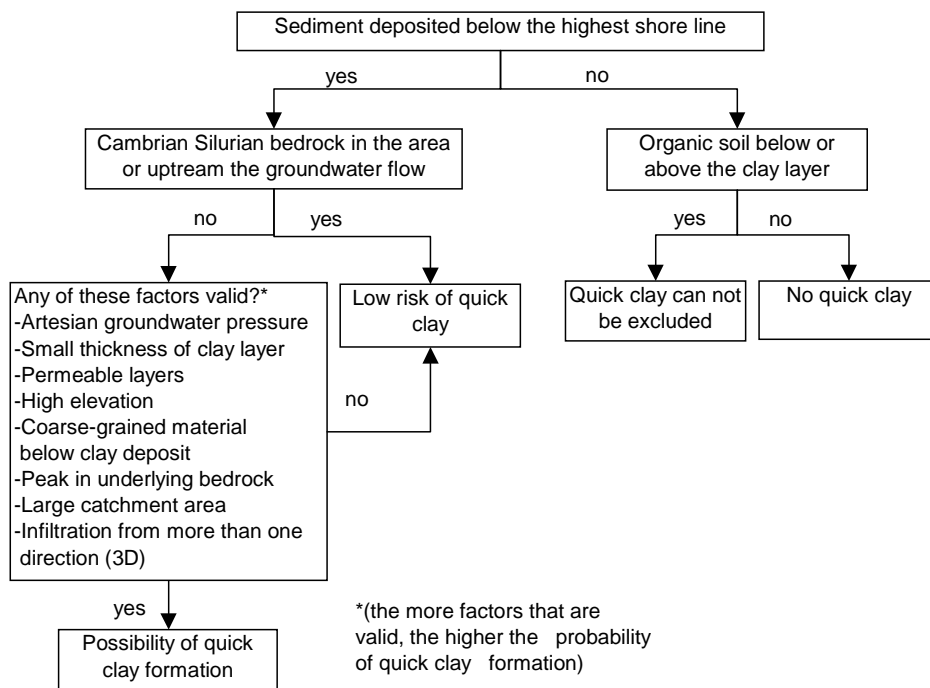 Sediment deposited below the highest shore line
yes
no
Cambrian Silurian bedrock in the area
or uptream the groundwater flow
Organic soil below or
above the clay layer
no
yes
yes
no
Any of these factors valid?*
-Artesian groundwater pressure
-Small thickness of clay layer
-Permeable layers
-High elevation
-Coarse-grained material
below clay deposit
-Peak in underlying bedrock
-Large catchment area
-Infiltration from more than one
direction (3D)
Low risk of quick
clay
Quick clay can not
be excluded
No quick clay
no
yes
Possibility of quick
clay formation
*(the more factors that are
valid, the higher the probability
of quick clay formation)